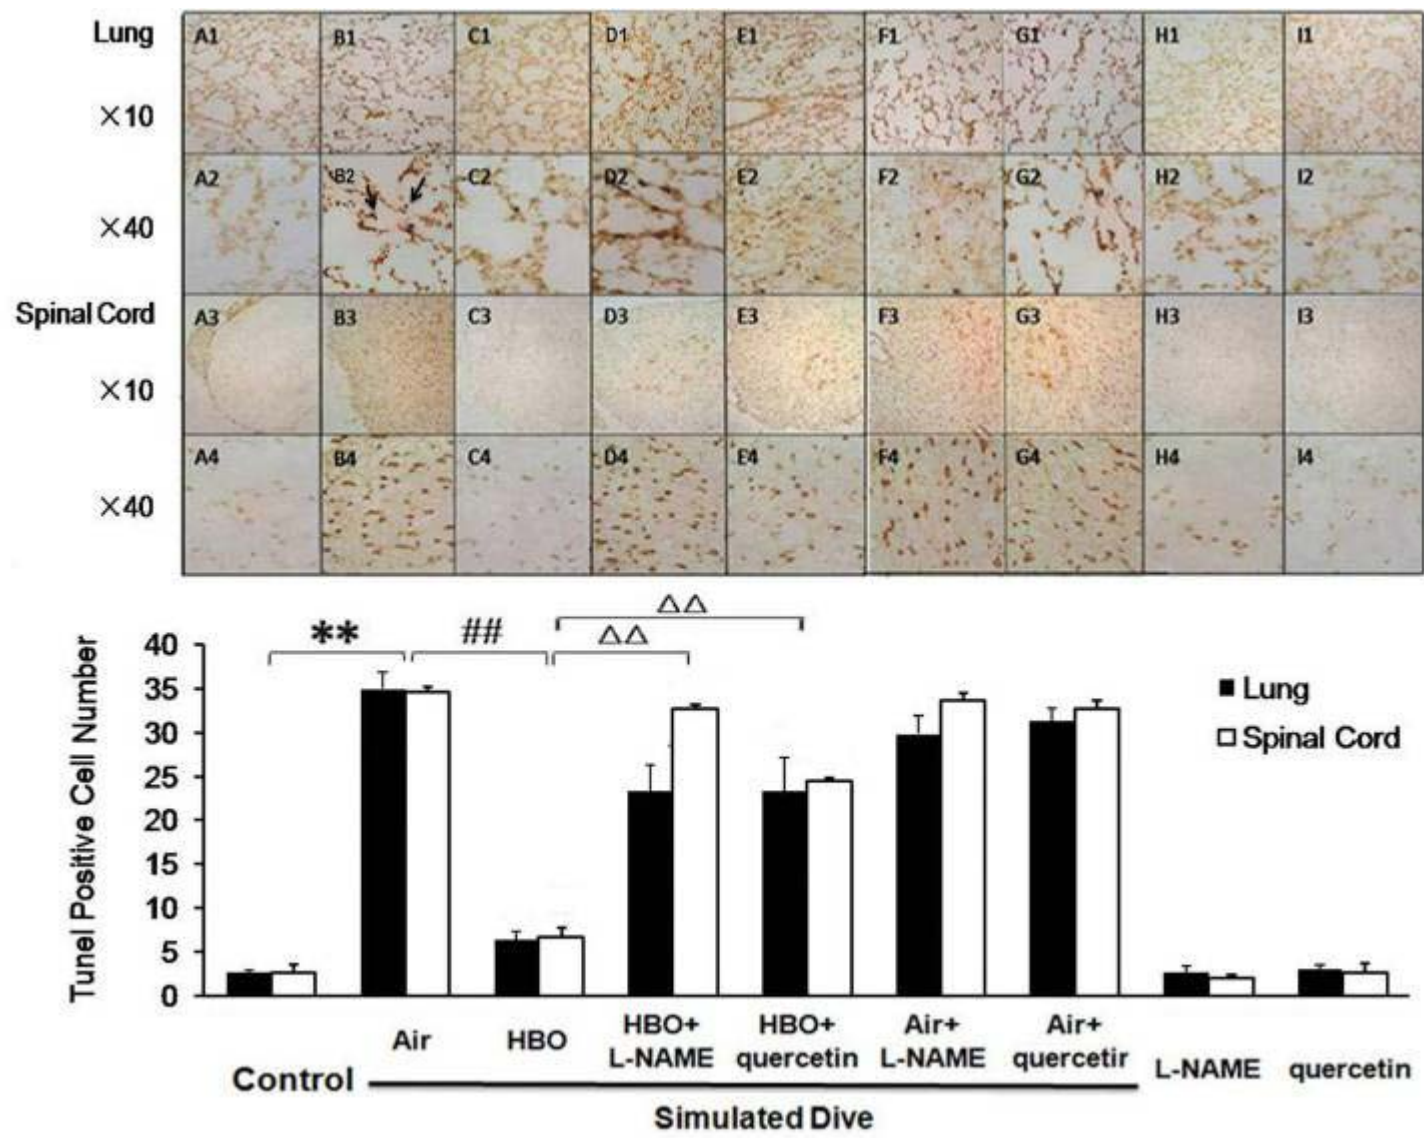 Lung
×10
A1 B1 C1 D1 E1 F1 G1 H1 I1
×40
A2 B2 C2 D2 E2 F2 G2 H2 I2
Spinal Cord
×10
A3 B3 C3 D3 E3 F3 G3 H3 I3
×40
A4 B4 C4 D4 E4 F4 G4 H4 I4
△△
** ## △△
Tunel Positive Cell Number
40
35
30
25
20
15
10
5
0
Lung
Spinal Cord
Control
Air
HBO
HBO+
L-NAME
HBO+
quercetin
Air+
L-NAME
Air+
quercetir
L-NAME
quercetin
Simulated Dive